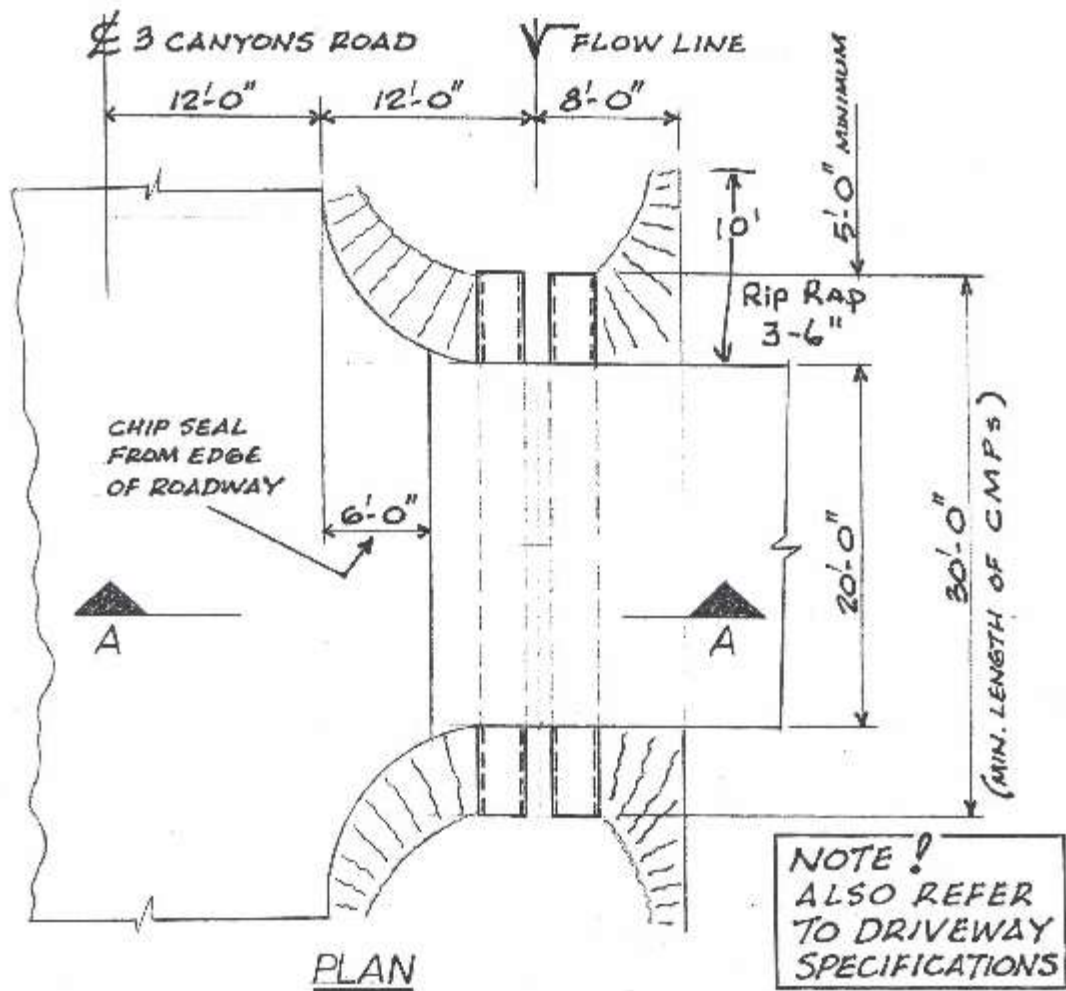 ℄ 3 CANYONS ROAD
FLOW LINE
12'-0"
12'-0"
8'-0"
5'-0" MINIMUM
10'
Rip Rap
3-6"
CHIP SEAL
FROM EDGE
OF ROADWAY
6'-0"
20'-0"
30'-0"
(MIN. LENGTH OF CMPs)
A
A
NOTE!
ALSO REFER
TO DRIVEWAY
SPECIFICATIONS
PLAN